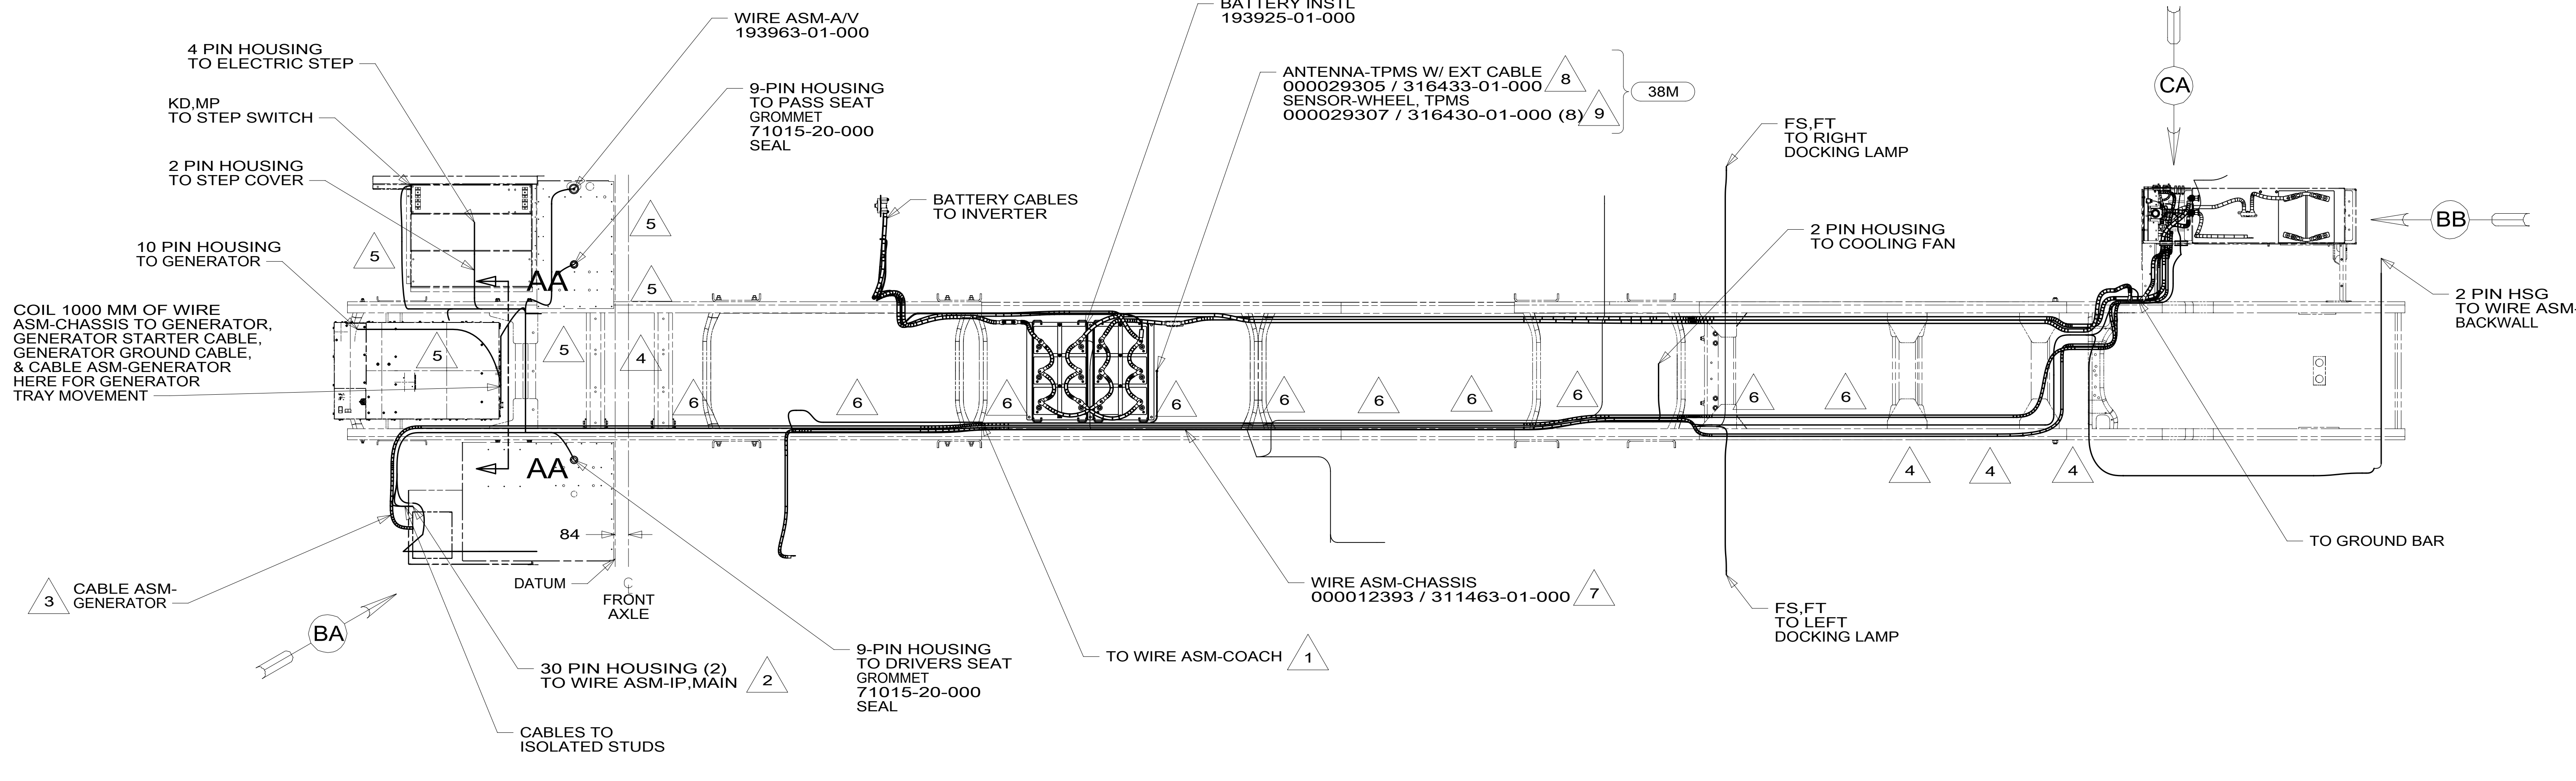 WIRE ASM-A/V
193963-01-000
BATTERY INSTL
193925-01-000
4 PIN HOUSING
TO ELECTRIC STEP
KD,MP
TO STEP SWITCH
2 PIN HOUSING
TO STEP COVER
9-PIN HOUSING
TO PASS SEAT
GROMMET
71015-20-000
SEAL
ANTENNA-TPMS W/ EXT CABLE
000029305 / 316433-01-000
8
SENSOR-WHEEL, TPMS
000029307 / 316430-01-000 (8)
9
38M
CA
FS,FT
TO RIGHT
DOCKING LAMP
BATTERY CABLES
TO INVERTER
2 PIN HOUSING
TO COOLING FAN
BB
10 PIN HOUSING
TO GENERATOR
5
5
5
AA
2 PIN HSG
TO WIRE ASM-
BACKWALL
COIL 1000 MM OF WIRE
ASM-CHASSIS TO GENERATOR,
GENERATOR STARTER CABLE,
GENERATOR GROUND CABLE,
& CABLE ASM-GENERATOR
HERE FOR GENERATOR
TRAY MOVEMENT
5
5
4
6
6
6
6
6
6
6
6
6
6
AA
4
4
4
84
DATUM
C
FRONT
AXLE
TO GROUND BAR
3
CABLE ASM-
GENERATOR
WIRE ASM-CHASSIS
000012393 / 311463-01-000
7
FS,FT
TO LEFT
DOCKING LAMP
BA
30 PIN HOUSING (2)
TO WIRE ASM-IP,MAIN
2
9-PIN HOUSING
TO DRIVERS SEAT
GROMMET
71015-20-000
SEAL
TO WIRE ASM-COACH
1
CABLES TO
ISOLATED STUDS